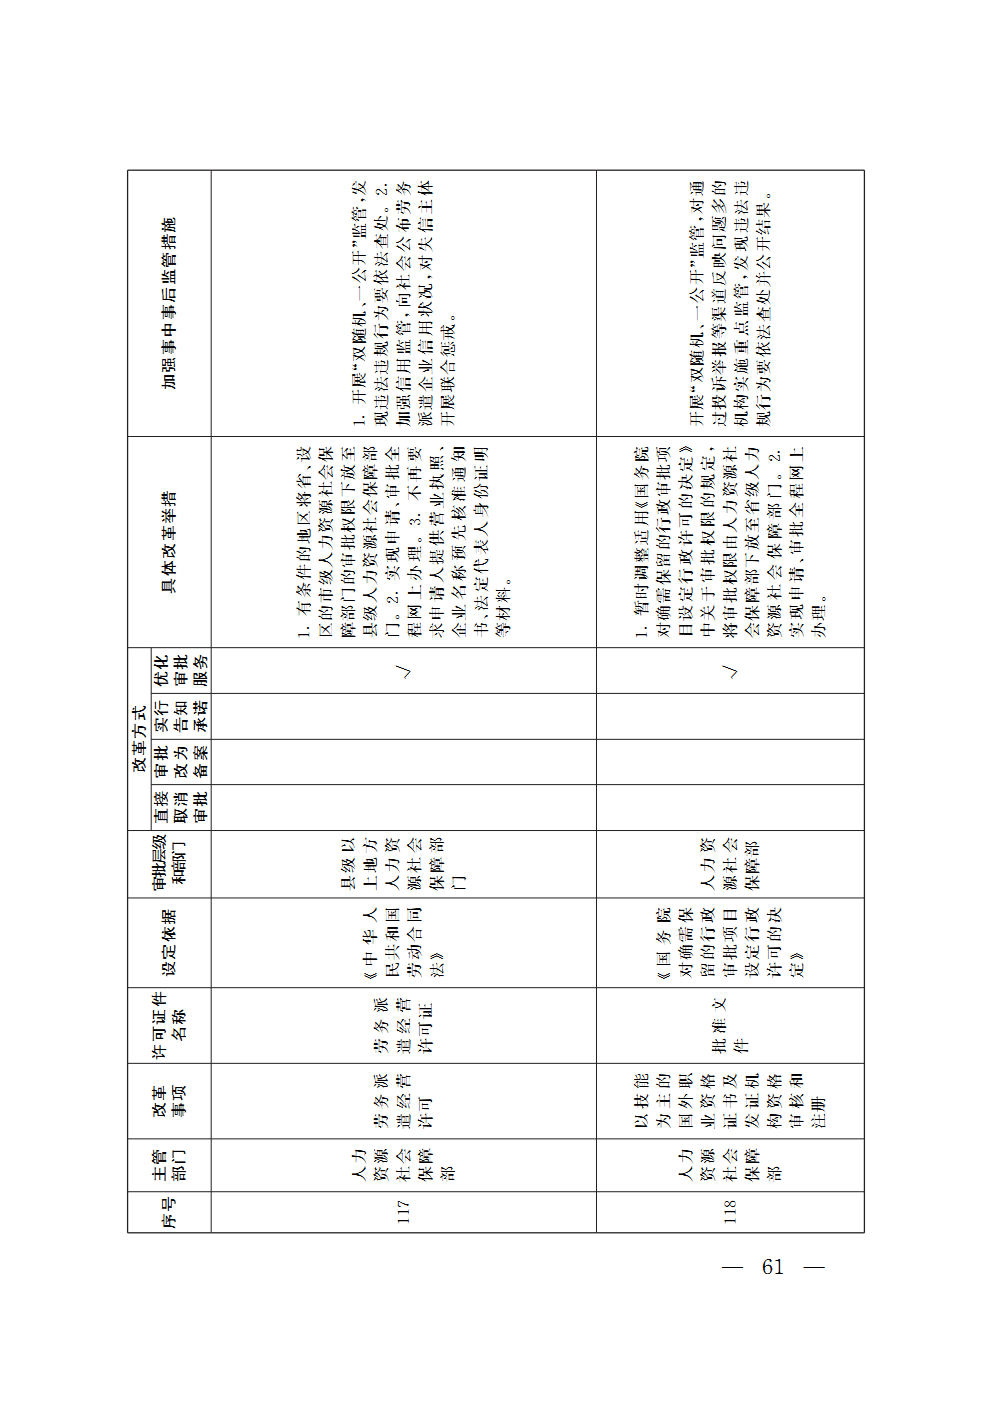 序号
主管
部门
改革
事项
许可证件
名称
设定依据
审批层级
和部门
改革方式
直接
取消
审批
审批
改为
备案
实行
告知
承诺
优化
审批
服务
具体改革举措
加强事中事后监管措施
117
人力
资源
社会
保障
部
劳务派
遣经营
许可
劳务派
遣经营
许可证
《中华人
民共和国
劳动合同
法》
县级以
上地方
人力资
源社会
保障部
门
√
1. 有条件的地区将省、设
区的市级人力资源社会保
障部门的审批权限下放至
县级人力资源社会保障部
门。2. 实现申请、审批全
程网上办理。3. 不再要
求申请人提供营业执照、
企业名称预先核准通知
书、法定代表人身份证明
等材料。
1. 开展“双随机、一公开”监管,发
现违法违规行为要依法查处。2.
加强信用监管,向社会公布劳务
派遣企业信用状况,对失信主体
开展联合惩戒。
118
人力
资源
社会
保障
部
以技能
为主的
国外职
业资格
证书及
发证机
构资格
审核和
注册
批准文
件
《国务院
对确需保
留的行政
审批项目
设定行政
许可的决
定》
人力资
源社会
保障部
√
1. 暂时调整适用《国务院
对确需保留的行政审批项
目设定行政许可的决定》
中关于审批权限的规定,
将审批权限由人力资源社
会保障部下放至省级人力
资源社会保障部门。2.
实现申请、审批全程网上
办理。
开展“双随机、一公开”监管,对通
过投诉举报等渠道反映问题多的
机构实施重点监管,发现违法违
规行为要依法查处并公开结果。
— 61 —